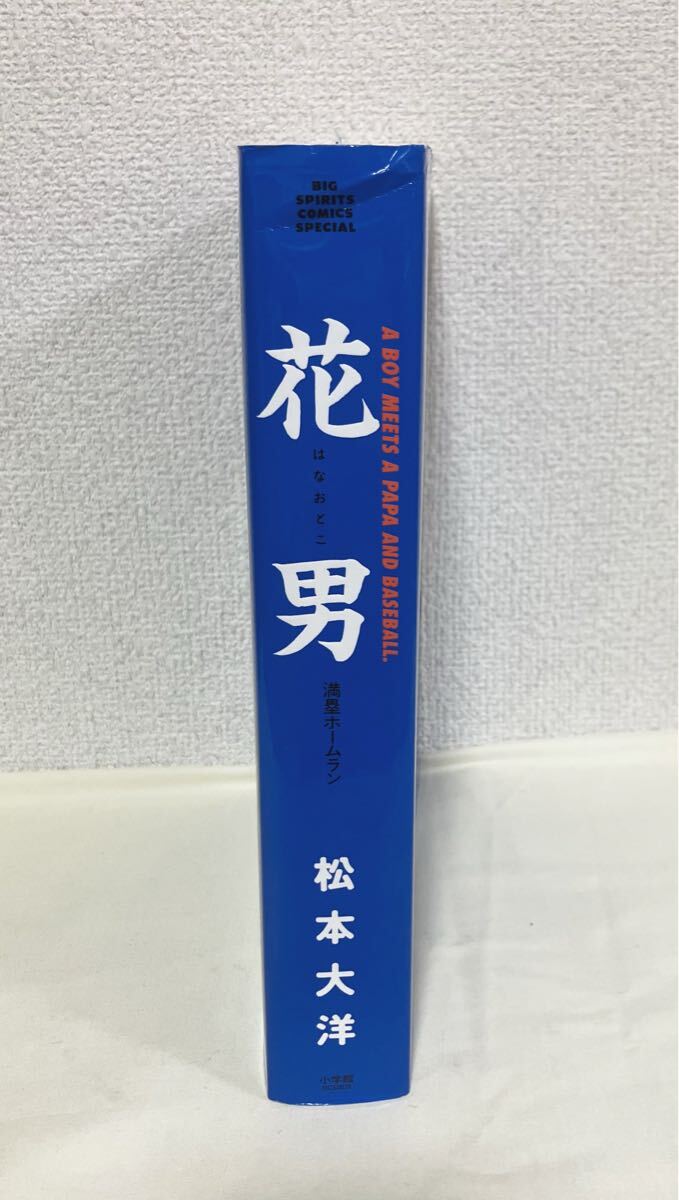 BIG
SPIRITS
COMICS
SPECIAL
A BOY MEETS A PAPA AND BASEBALL.
花男
はなおとこ
満塁ホームラン
松本大洋
小学館